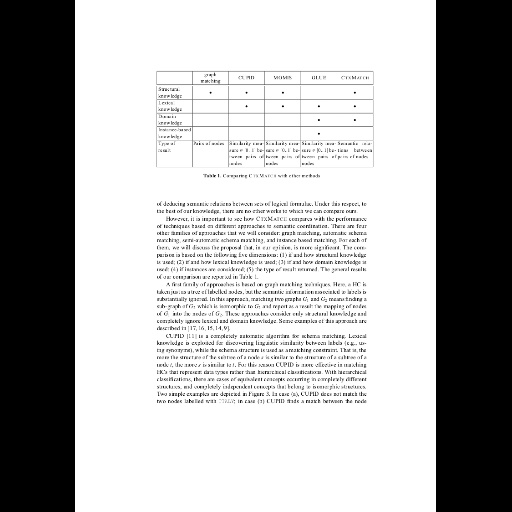 graph matching CUPID MOMIS GLUE CTXMATCH
Structural knowledge • • • •
Lexical knowledge • • • •
Domain knowledge • •
Instance-based knowledge •
Type of result Pairs of nodes Similarity measure ∈ [0..1] between pairs of nodes Similarity measure ∈ [0..1] between pairs of nodes Similarity measure ∈ [0..1] between pairs of nodes Semantic relations between pairs of nodes
Table 1. Comparing CTXMATCH with other methods
of deducing semantic relations between sets of logical formulas. Under this respect, to
the best of our knowledge, there are no other works to which we can compare ours.
However, it is important to see how CTXMATCH compares with the performance
of techniques based on different approaches to semantic coordination. There are four
other families of approaches that we will consider: graph matching, automatic schema
matching, semi-automatic schema matching, and instance based matching. For each of
them, we will discuss the proposal that, in our opinion, is more significant. The com-
parison is based on the following five dimensions: (1) if and how structural knowledge
is used; (2) if and how lexical knowledge is used; (3) if and how domain knowledge is
used; (4) if instances are considered; (5) the type of result returned. The general results
of our comparison are reported in Table 1.
A first family of approaches is based on graph matching techniques. Here, a HC is
taken just as a tree of labelled nodes, but the semantic information associated to labels is
substantially ignored. In this approach, matching two graphs G₁ and G₂ means finding a
sub-graph of G₂ which is isomorphic to G₁ and report as a result the mapping of nodes
of G₁ into the nodes of G₂. These approaches consider only structural knowledge and
completely ignore lexical and domain knowledge. Some examples of this approach are
described in [17, 16, 15, 14, 9].
CUPID [11] is a completely automatic algorithm for schema matching. Lexical
knowledge is exploited for discovering linguistic similarity between labels (e.g., us-
ing synonyms), while the schema structure is used as a matching constraint. That is, the
more the structure of the subtree of a node s is similar to the structure of a subtree of a
node t, the more s is similar to t. For this reason CUPID is more effective in matching
HCs that represent data types rather than hierarchical classifications. With hierarchical
classifications, there are cases of equivalent concepts occurring in completely different
structures, and completely independent concepts that belong to isomorphic structures.
Two simple examples are depicted in Figure 3. In case (a), CUPID does not match the
two nodes labelled with ITALY; in case (b) CUPID finds a match between the node